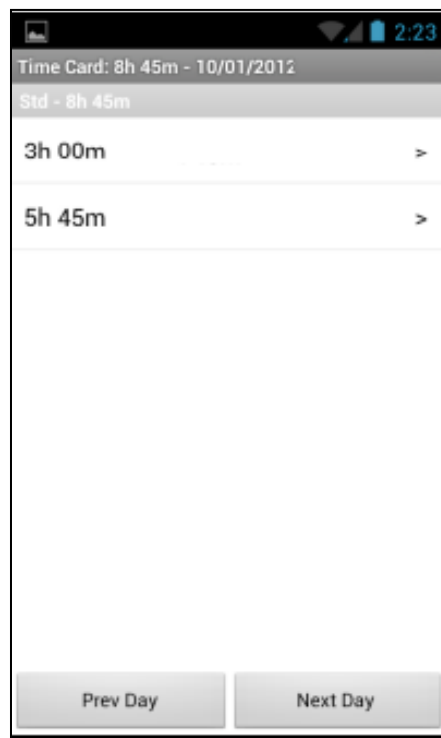 2:23
Time Card: 8h 45m - 10/01/2012
Std - 8h 45m
3h 00m >
5h 45m >
Prev Day Next Day